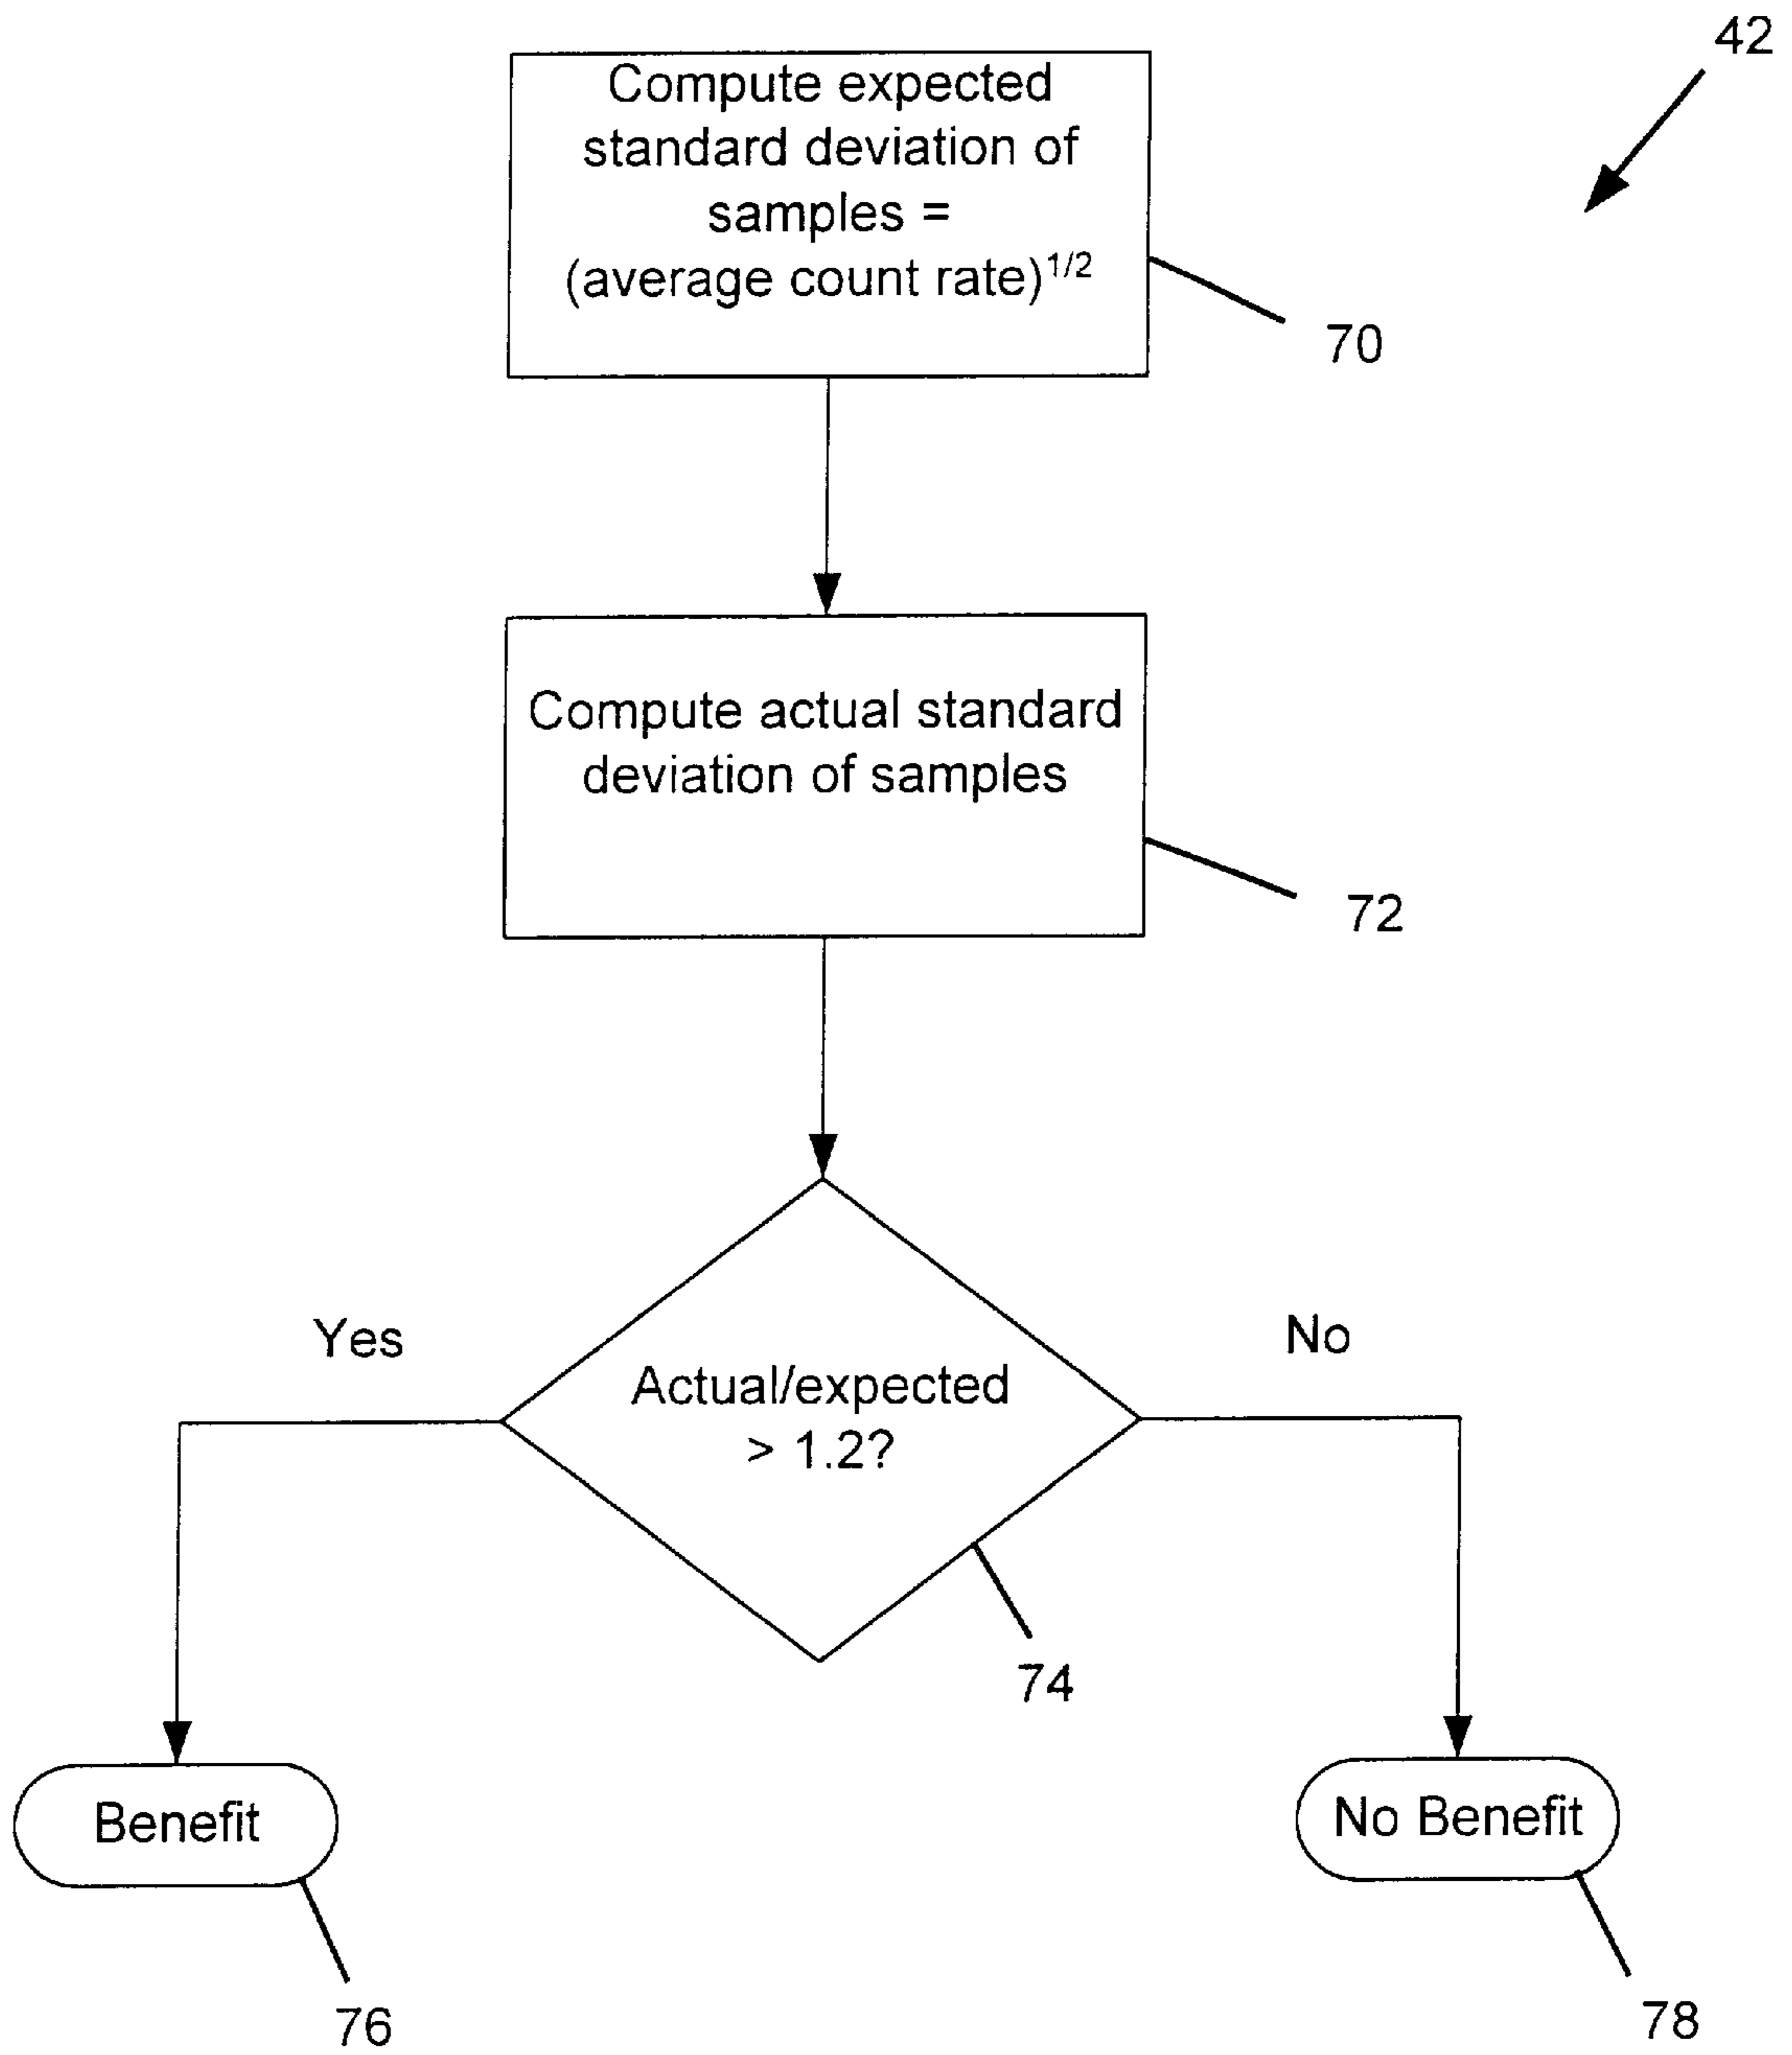 42
Compute expected
standard deviation of
samples =
(average count rate)^1/2
70
Compute actual standard
deviation of samples
72
Yes
No
Actual/expected
> 1.2?
74
Benefit
No Benefit
76
78